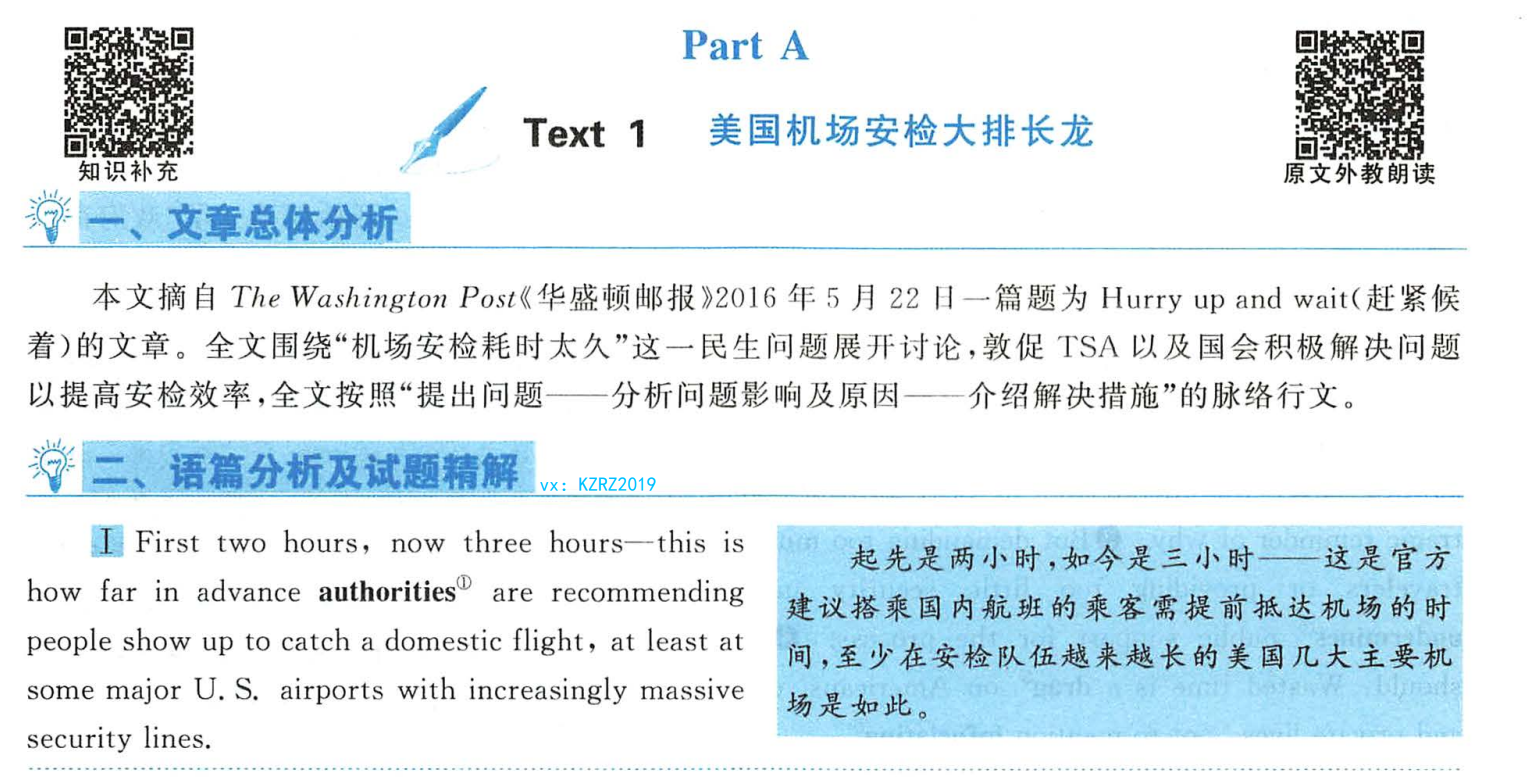 Part A
Text 1 美国机场安检大排长龙
知识补充
原文外教朗读
一、文章总体分析
本文摘自 The Washington Post《华盛顿邮报》2016 年 5 月 22 日一篇题为 Hurry up and wait(赶紧候
着)的文章。全文围绕“机场安检耗时太久”这一民生问题展开讨论,敦促 TSA 以及国会积极解决问题
以提高安检效率,全文按照“提出问题——分析问题影响及原因——介绍解决措施”的脉络行文。
二、语篇分析及试题精解
vx: KZRZ2019
Ⅰ First two hours, now three hours—this is
how far in advance authorities① are recommending
people show up to catch a domestic flight, at least at
some major U. S. airports with increasingly massive
security lines.
起先是两小时,如今是三小时——这是官方
建议搭乘国内航班的乘客需提前抵达机场的时
间,至少在安检队伍越来越长的美国几大主要机
场是如此。